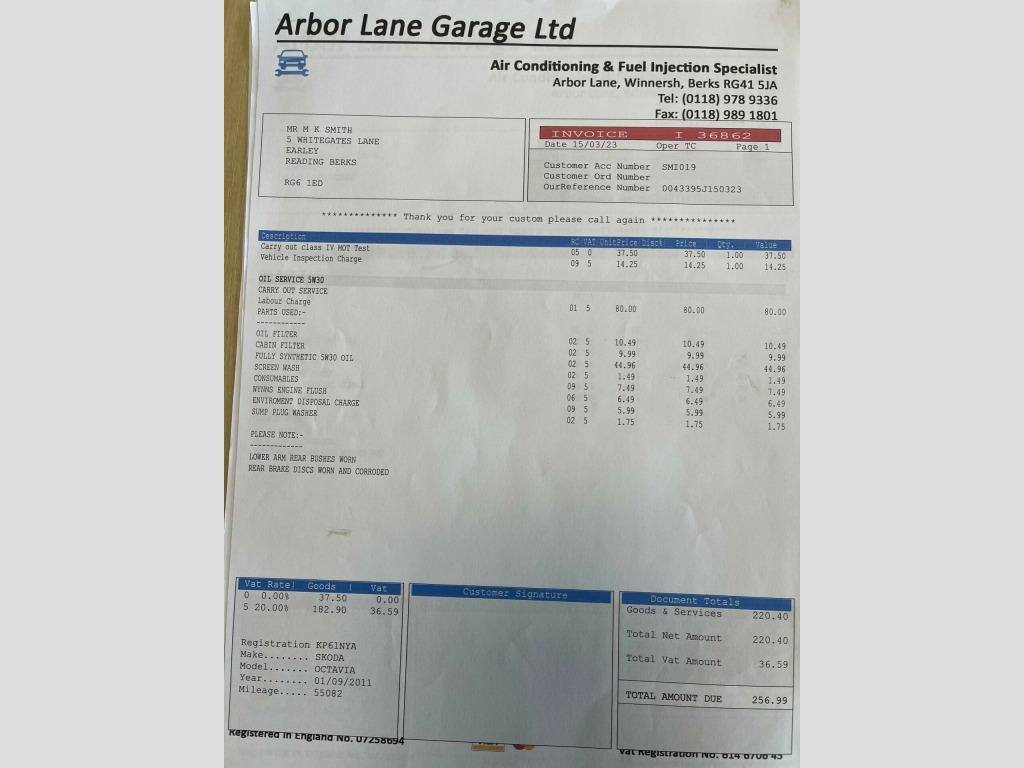 Arbor Lane Garage Ltd
Air Conditioning & Fuel Injection Specialist
Arbor Lane, Winnersh, Berks RG41 5JA
Tel: (0118) 978 9336
Fax: (0118) 989 1801
MR M K SMITH
5 WHITEGATES LANE
EARLEY
READING BERKS
RG6 1ED
INVOICE I 36862
Date 15/03/23 Oper TC Page 1
Customer Acc Number SMI019
Customer Ord Number
OurReference Number 0043395J150323
************** Thank you for your custom please call again ***************
Description RC VAT UnitPrice Disct Price Qty. Value
Carry out class IV MOT Test 05 0 37.50 37.50 1.00 37.50
Vehicle Inspection Charge 09 5 14.25 14.25 1.00 14.25
OIL SERVICE 5W30
CARRY OUT SERVICE
Labour Charge 01 5 80.00 80.00 80.00
PARTS USED:-
------------
OIL FILTER 02 5 10.49 10.49 10.49
CABIN FILTER 02 5 9.99 9.99 9.99
FULLY SYNTHETIC 5W30 OIL 02 5 44.96 44.96 44.96
SCREEN WASH 02 5 1.49 1.49 1.49
CONSUMABLES 09 5 7.49 7.49 7.49
WYNNS ENGINE FLUSH 06 5 6.49 6.49 6.49
ENVIROMENT DISPOSAL CHARGE 09 5 5.99 5.99 5.99
SUMP PLUG WASHER 02 5 1.75 1.75 1.75
PLEASE NOTE:-
-------------
LOWER ARM REAR BUSHES WORN
REAR BRAKE DISCS WORN AND CORRODED
Vat Rate| Goods | Vat
0 0.00% 37.50 0.00
5 20.00% 182.90 36.59
Registration KP61NYA
Make........ SKODA
Model....... OCTAVIA
Year........ 01/09/2011
Mileage..... 55082
Customer Signature
Document Totals
Goods & Services 220.40
Total Net Amount 220.40
Total Vat Amount 36.59
TOTAL AMOUNT DUE 256.99
Registered in England No. 07258694
Vat Registration No. 814 6706 43